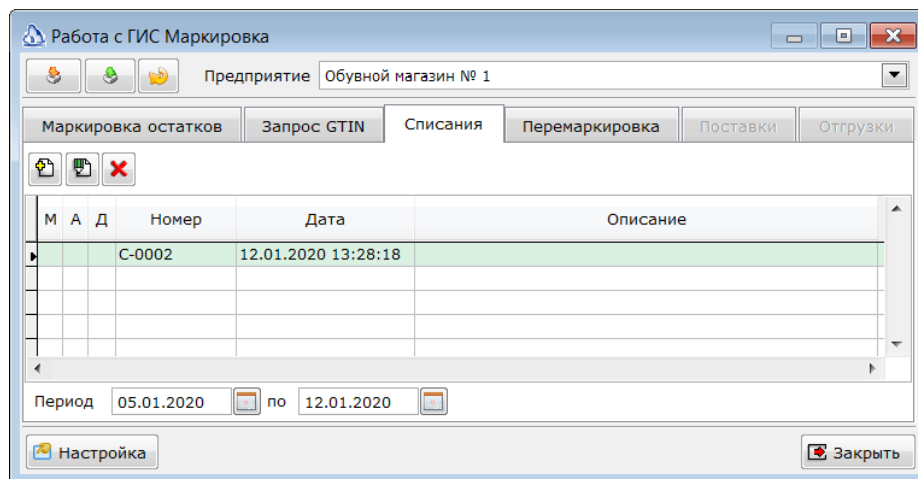 Работа с ГИС Маркировка
Предприятие Обувной магазин № 1
Маркировка остатков Запрос GTIN Списания Перемаркировка Поставки Отгрузки
М А Д Номер Дата Описание
С-0002 12.01.2020 13:28:18
Период 05.01.2020 по 12.01.2020
Настройка Закрыть